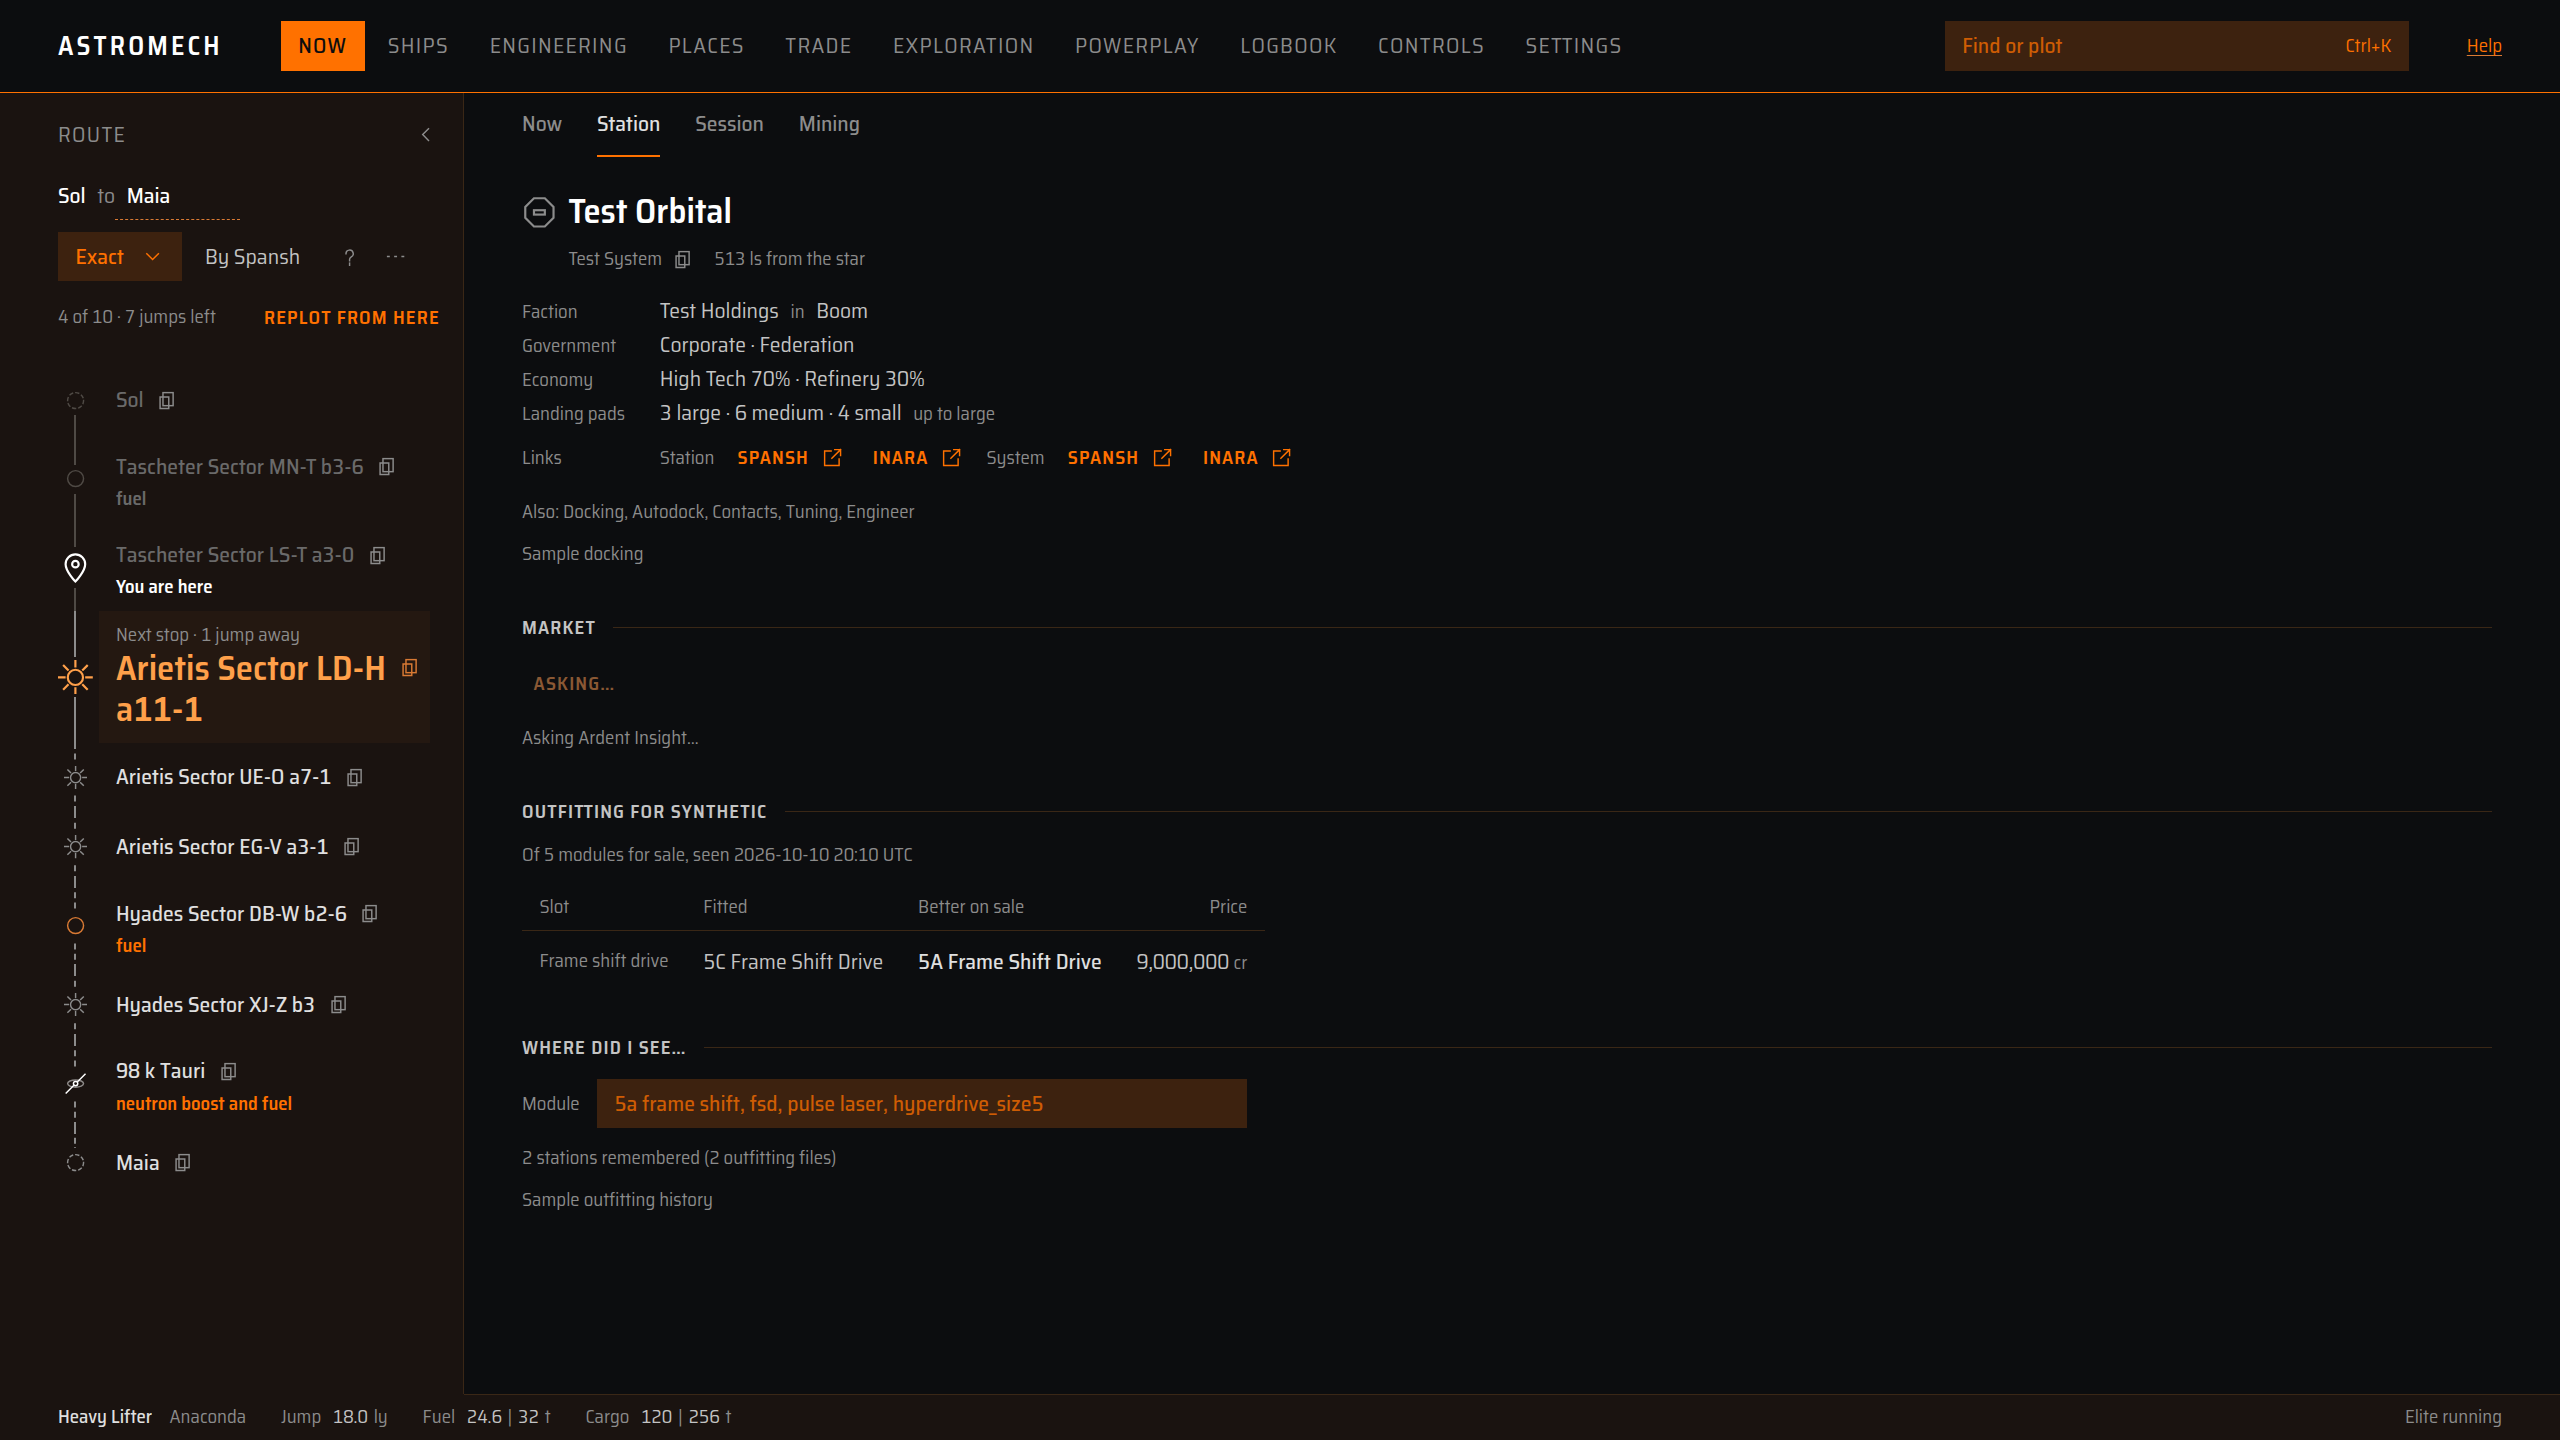 ASTROMECH NOW SHIPS ENGINEERING PLACES TRADE EXPLORATION POWERPLAY LOGBOOK CONTROLS SETTINGS Find or plot Ctrl+K Help
ROUTE
Sol to Maia
Exact By Spansh ? ...
4 of 10 · 7 jumps left REPLOT FROM HERE
Sol
Tascheter Sector MN-T b3-6
fuel
Tascheter Sector LS-T a3-0
You are here
Next stop · 1 jump away
Arietis Sector LD-H
a11-1
Arietis Sector UE-O a7-1
Arietis Sector EG-V a3-1
Hyades Sector DB-W b2-6
fuel
Hyades Sector XJ-Z b3
98 k Tauri
neutron boost and fuel
Maia
Now Station Session Mining
Test Orbital
Test System 513 ls from the star
Faction Test Holdings in Boom
Government Corporate · Federation
Economy High Tech 70% · Refinery 30%
Landing pads 3 large · 6 medium · 4 small up to large
Links Station SPANSH INARA System SPANSH INARA
Also: Docking, Autodock, Contacts, Tuning, Engineer
Sample docking
MARKET
ASKING...
Asking Ardent Insight...
OUTFITTING FOR SYNTHETIC
Of 5 modules for sale, seen 2026-10-10 20:10 UTC
Slot Fitted Better on sale Price
Frame shift drive 5C Frame Shift Drive 5A Frame Shift Drive 9,000,000 cr
WHERE DID I SEE...
Module 5a frame shift, fsd, pulse laser, hyperdrive_size5
2 stations remembered (2 outfitting files)
Sample outfitting history
Heavy Lifter Anaconda Jump 18.0 ly Fuel 24.6 | 32 t Cargo 120 | 256 t Elite running